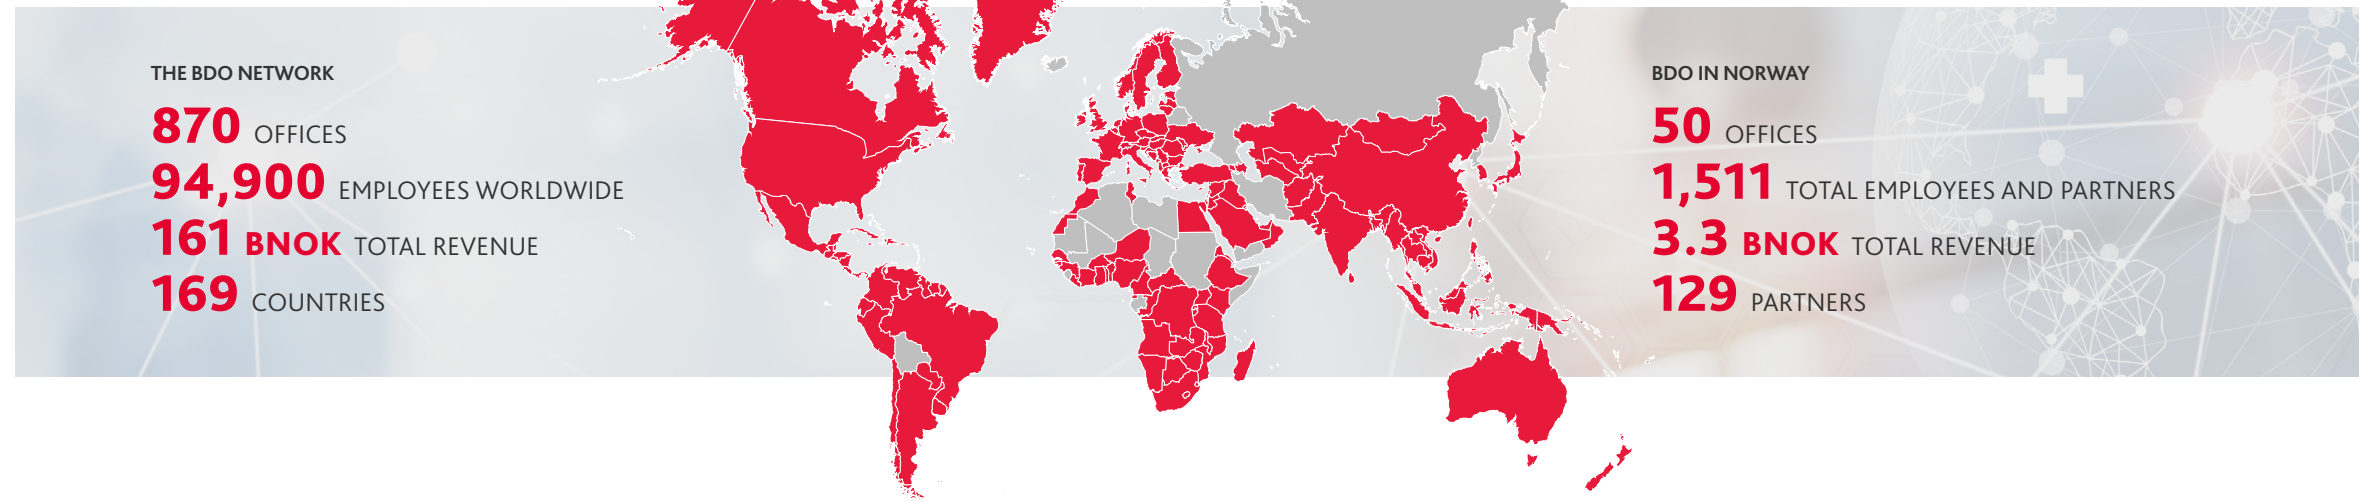 THE BDO NETWORK
870 OFFICES
94,900 EMPLOYEES WORLDWIDE
161 BNOK TOTAL REVENUE
169 COUNTRIES
BDO IN NORWAY
50 OFFICES
1,511 TOTAL EMPLOYEES AND PARTNERS
3.3 BNOK TOTAL REVENUE
129 PARTNERS